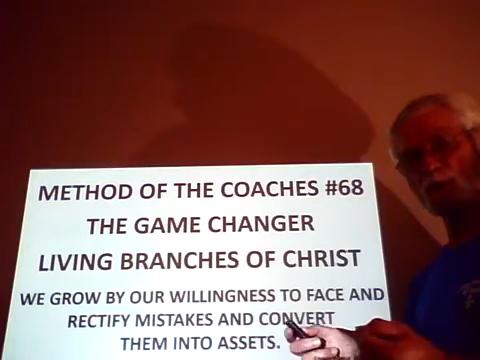 METHOD OF THE COACHES #68
THE GAME CHANGER
LIVING BRANCHES OF CHRIST
WE GROW BY OUR WILLINGNESS TO FACE AND
RECTIFY MISTAKES AND CONVERT
THEM INTO ASSETS.